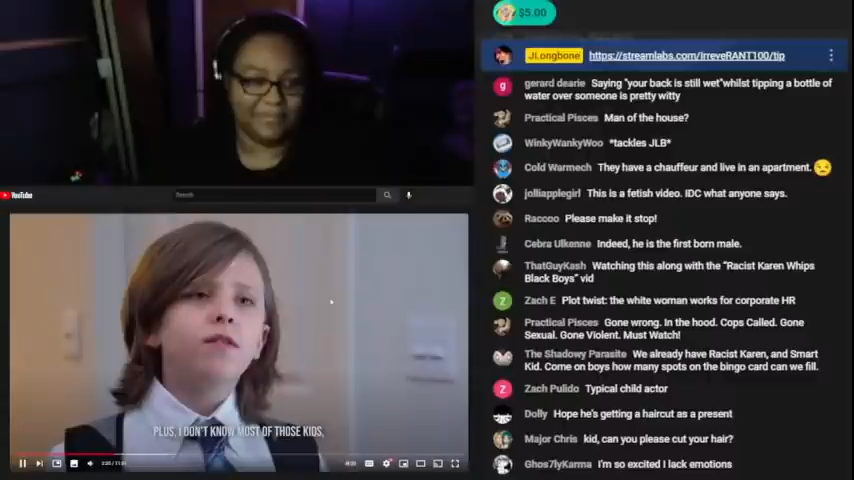 $5.00
JLongbone https://streamlabs.com/IrreveRANT100/tip
gerard dearie Saying "your back is still wet"whilst tipping a bottle of
water over someone is pretty witty
Practical Pisces Man of the house?
WinkyWankyWoo *tackles JLB*
Cold Warmech They have a chauffeur and live in an apartment.
jolliapplegirl This is a fetish video. IDC what anyone says.
Raccoo Please make it stop!
Cebra Ulkenne Indeed, he is the first born male.
ThatGuyKash Watching this along with the "Racist Karen Whips
Black Boys" vid
Zach E Plot twist: the white woman works for corporate HR
Practical Pisces Gone wrong. In the hood. Cops Called. Gone
Sexual. Gone Violent. Must Watch!
The Shadowy Parasite We already have Racist Karen, and Smart
Kid. Come on boys how many spots on the bingo card can we fill.
Zach Pulido Typical child actor
Dolly Hope he's getting a haircut as a present
Major Chris kid, can you please cut your hair?
Ghos7lyKarma I'm so excited I lack emotions
YouTube
Search
PLUS, I DON'T KNOW MOST OF THOSE KIDS,